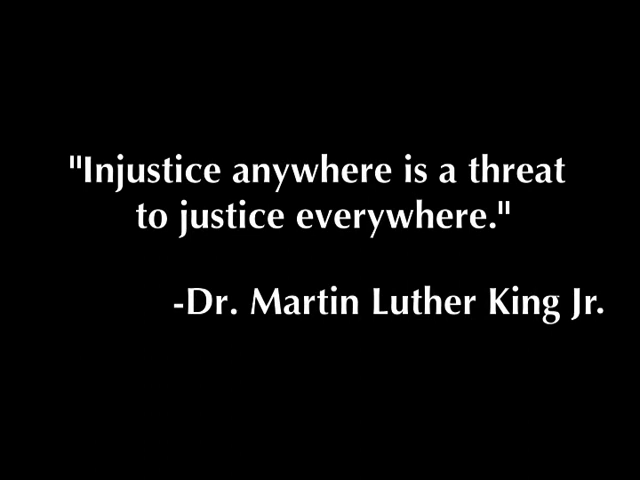 "Injustice anywhere is a threat
to justice everywhere."
-Dr. Martin Luther King Jr.